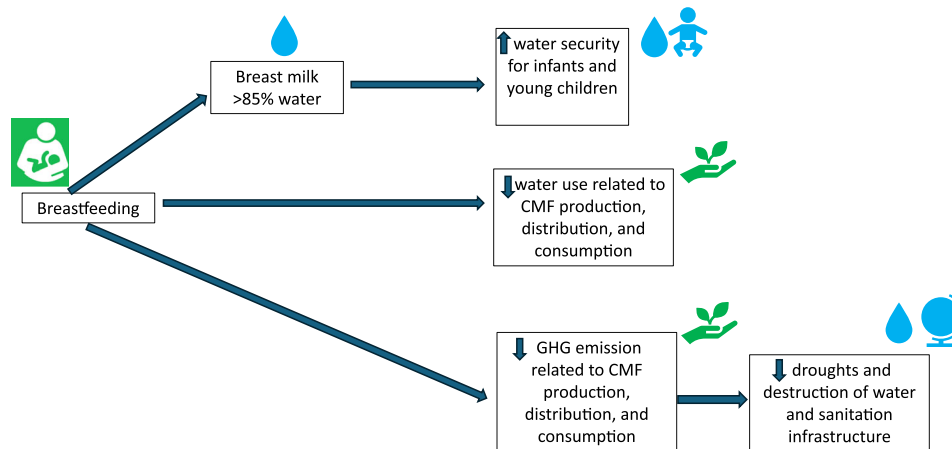 Breast milk
>85% water
water security
for infants and
young children
Breastfeeding
water use related to
CMF production,
distribution, and
consumption
GHG emission
related to CMF
production,
distribution, and
consumption
droughts and
destruction of water
and sanitation
infrastructure